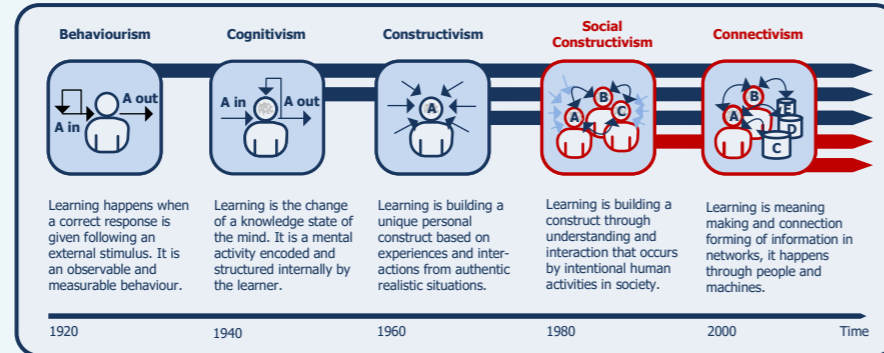 Behaviourism
Cognitivism
Constructivism
Social
Constructivism
Connectivism
A in
A out
A in
A out
A
A
B
C
A
B
C
D
E
Learning happens when
a correct response is
given following an
external stimulus. It is
an observable and
measurable behaviour.
Learning is the change
of a knowledge state of
the mind. It is a mental
activity encoded and
structured internally by
the learner.
Learning is building a
unique personal
construct based on
experiences and inter-
actions from authentic
realistic situations.
Learning is building a
construct through
understanding and
interaction that occurs
by intentional human
activities in society.
Learning is meaning
making and connection
forming of information in
networks, it happens
through people and
machines.
1920
1940
1960
1980
2000
Time